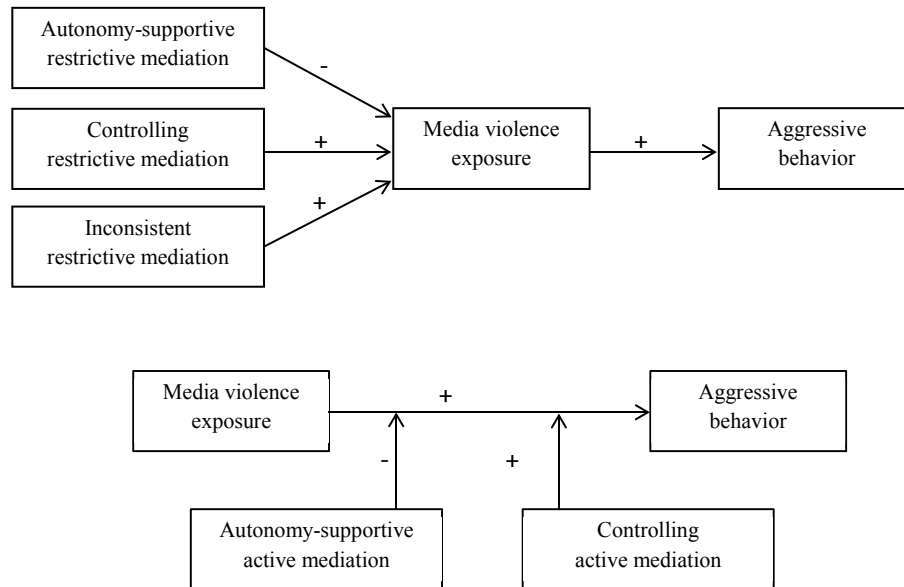 Autonomy-supportive
restrictive mediation
-
Controlling
restrictive mediation
+
Media violence
exposure
+
Aggressive
behavior
+
Inconsistent
restrictive mediation
Media violence
exposure
+
Aggressive
behavior
-
+
Autonomy-supportive
active mediation
Controlling
active mediation